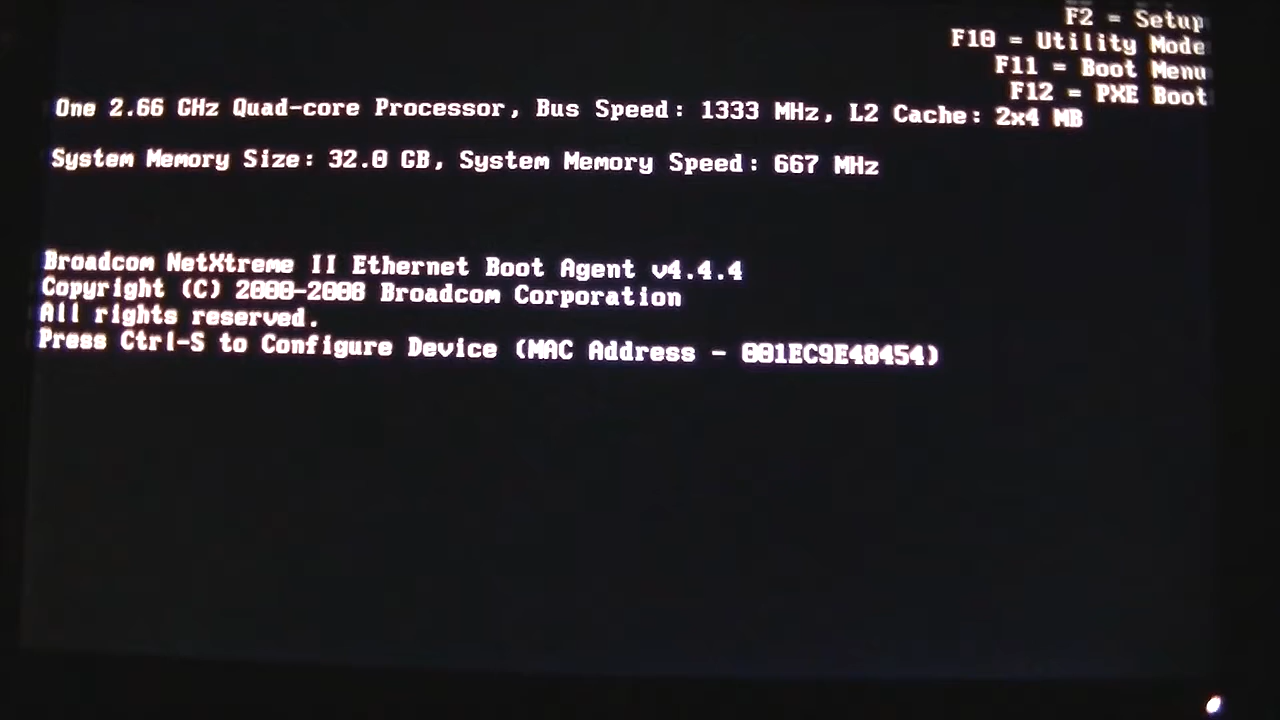 F2 = Setup
F10 = Utility Mode
F11 = Boot Menu
F12 = PXE Boot
One 2.66 GHz Quad-core Processor, Bus Speed: 1333 MHz, L2 Cache: 2x4 MB
System Memory Size: 32.0 GB, System Memory Speed: 667 MHz
Broadcom NetXtreme II Ethernet Boot Agent v4.4.4
Copyright (C) 2000-2008 Broadcom Corporation
All rights reserved.
Press Ctrl-S to Configure Device (MAC Address - 001EC9E48454)